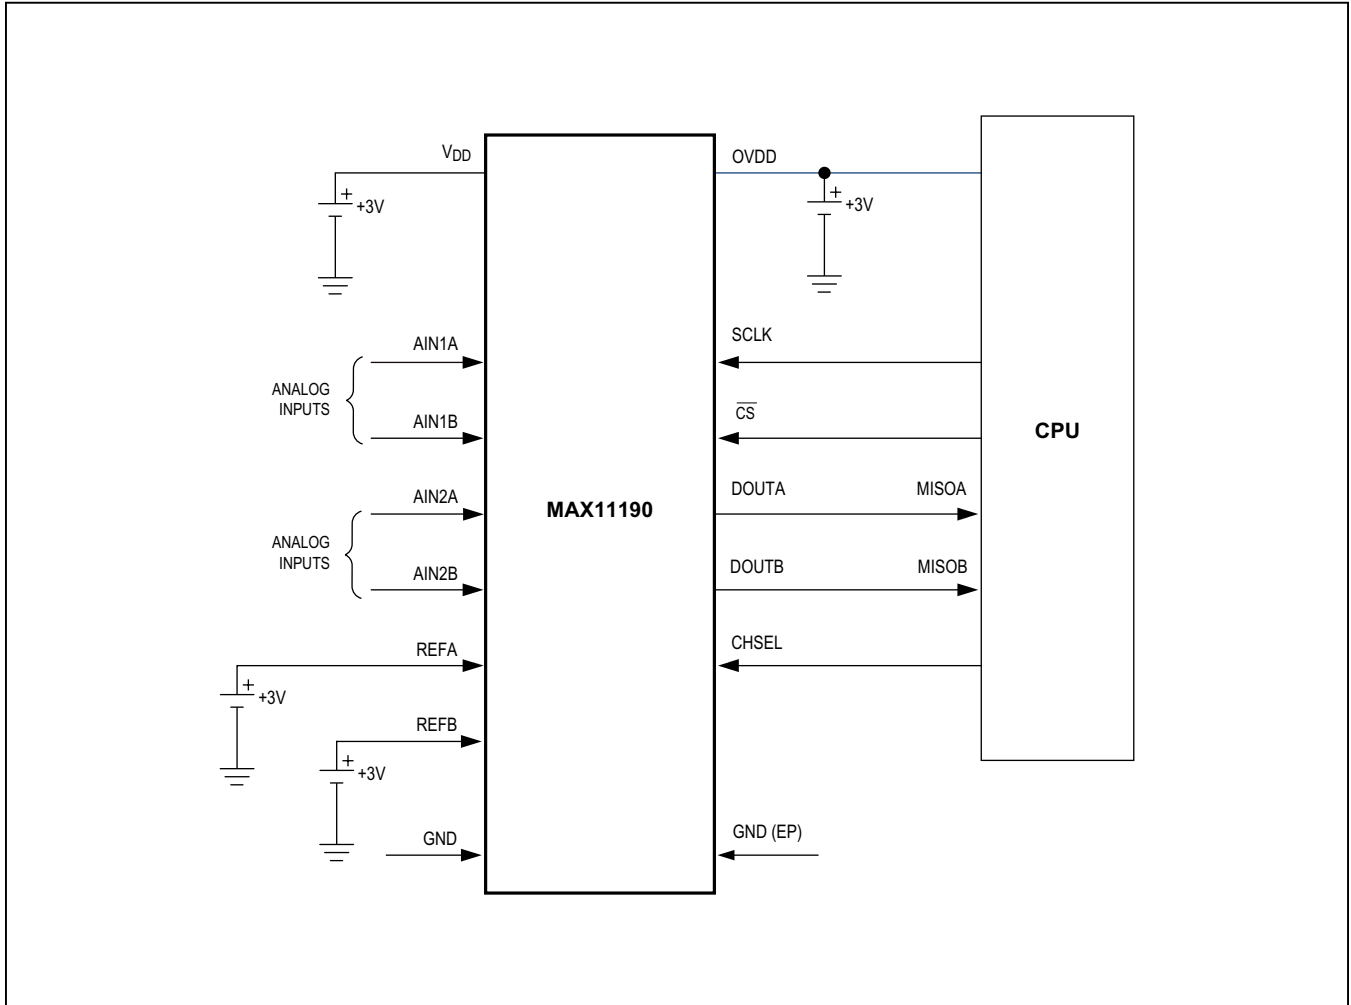 VDD
+
+3V
OVDD
+
+3V
AIN1A
ANALOG
INPUTS
AIN1B
AIN2A
ANALOG
INPUTS
AIN2B
REFA
+
+3V
REFB
+
+3V
GND
MAX11190
SCLK
C̅S̅
DOUTA
MISOA
DOUTB
MISOB
CHSEL
GND (EP)
CPU